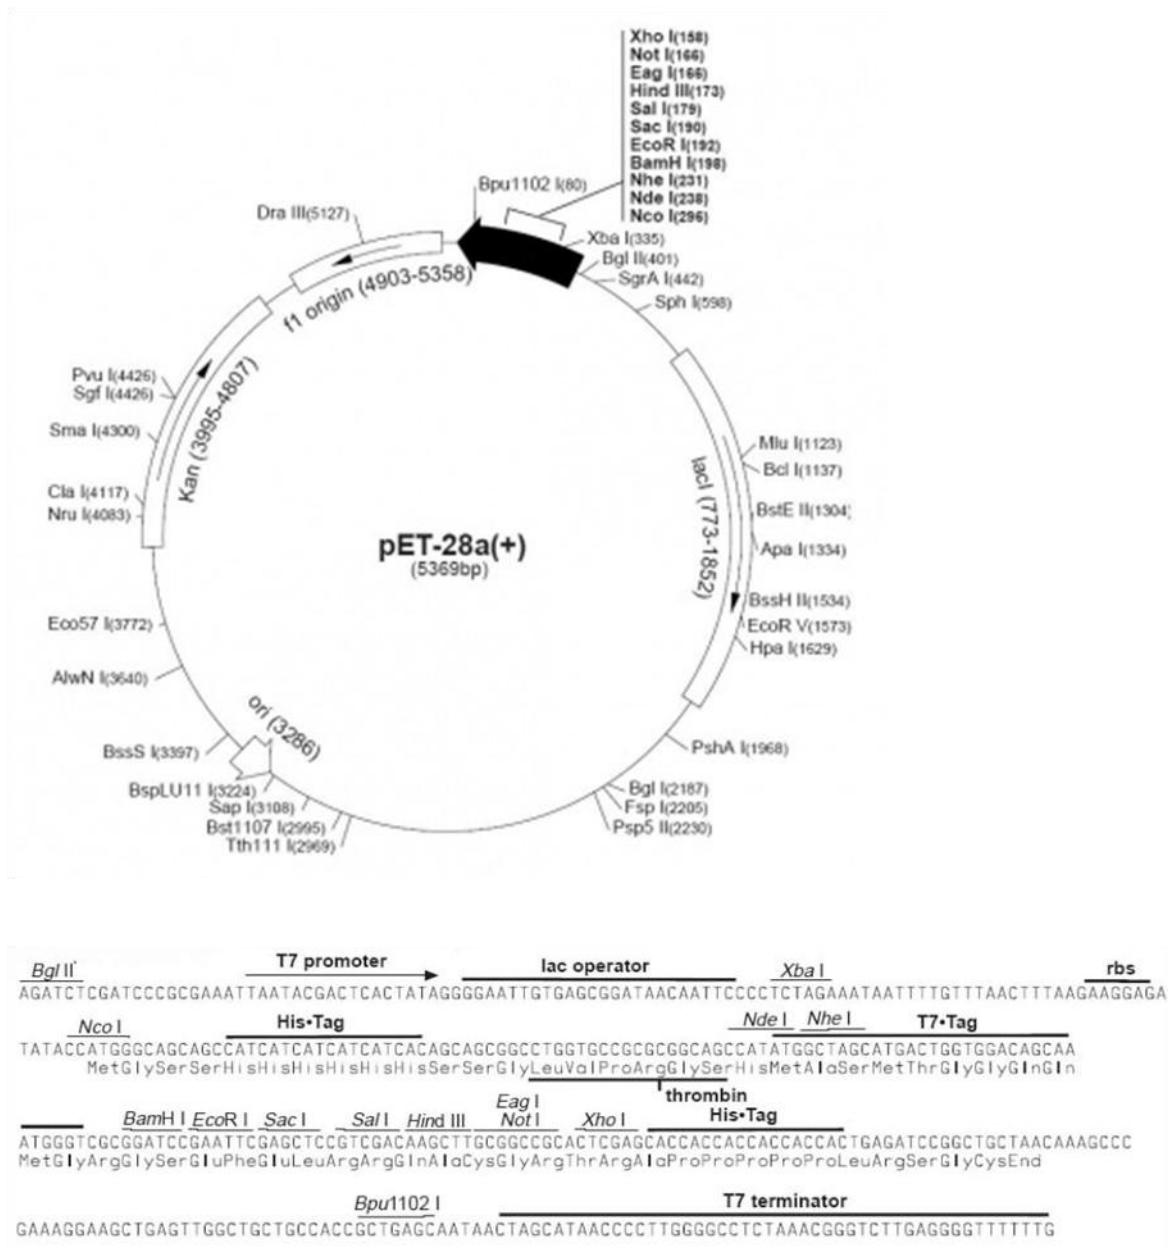 Xho I(158)
Not I(166)
Eag I(166)
Hind III(173)
Sal I(179)
Sac I(190)
EcoR I(192)
BamH I(198)
Nhe I(231)
Nde I(238)
Nco I(296)
Bpu1102 I(80)
Dra III(5127)
Xba I(335)
Bgl II(401)
SgrA I(442)
Sph I(598)
f1 origin (4903-5358)
Pvu I(4426)
Sgf I(4426)
Sma I(4300)
Kan (3995-4807)
Cla I(4117)
Nru I(4083)
Mlu I(1123)
Bcl I(1137)
BstE II(1304)
Apa I(1334)
lacI (773-1852)
BssH II(1534)
EcoR V(1573)
Hpa I(1629)
pET-28a(+)
(5369bp)
Eco57 I(3772)
AlwN I(3640)
ori (3286)
BssS I(3397)
PshA I(1968)
BspLU11 I(3224)
Sap I(3108)
Bst1107 I(2995)
Tth111 I(2969)
Bgl I(2187)
Fsp I(2205)
Psp5 II(2230)
Bgl II T7 promoter lac operator Xba I rbs
AGATCTCGATCCCGCGAAATTAATACGACTCACTATAGGGGAATTGTGAGCGGATAACAATTCCCCTCTAGAAATAATTTTGTTTAACTTTAAGAAGGAGA
Nco I His•Tag Nde I Nhe I T7•Tag
TATACCATGGGCAGCAGCCATCATCATCATCATCACAGCAGCGGCCTGGTGCCGCGCGGCAGCCATATGGCTAGCATGACTGGTGGACAGCAA
MetGlySerSerHisHisHisHisHisHisSerSerGlyLeuValProArgGlySerHisMetAlaSerMetThrGlyGlyGlnGln
thrombin
BamH I EcoR I Sac I Sal I Hind III Eag I Not I Xho I His•Tag
ATGGGTCGCGGATCCGAATTCGAGCTCCGTCGACAAGCTTGCGGCCGCACTCGAGCACCACCACCACCACCACTGAGATCCGGCTGCTAACAAAGCCC
MetGlyArgGlySerGluPheGluLeuArgArgGlnAlaCysGlyArgThrArgAlaProProProProProLeuArgSerGlyCysEnd
Bpu1102 I T7 terminator
GAAAGGAAGCTGAGTTGGCTGCTGCCACCGCTGAGCAATAACTAGCATAACCCCTTGGGGCCTCTAAACGGGTCTTGAGGGGTTTTTTG